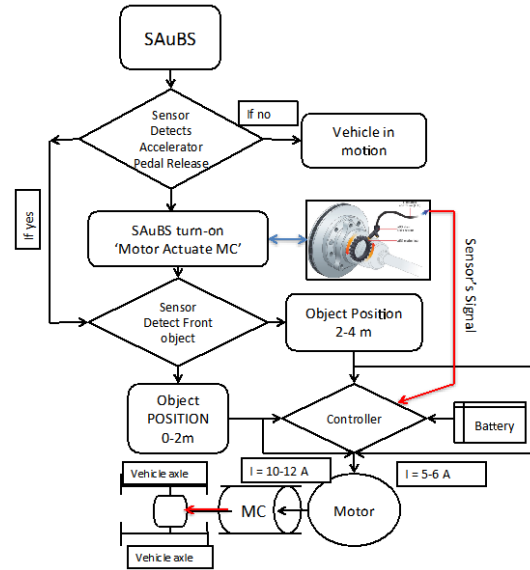 SAuBS
Sensor
Detects
Accelerator
Pedal Release
If no
Vehicle in
motion
If yes
SAuBS turn-on
‘Motor Actuate MC’
Sensor's Signal
Sensor
Detect Front
object
Object Position
2-4 m
Object
POSITION
0-2m
Controller
Battery
Vehicle axle
I = 10-12 A
I = 5-6 A
MC
Motor
Vehicle axle